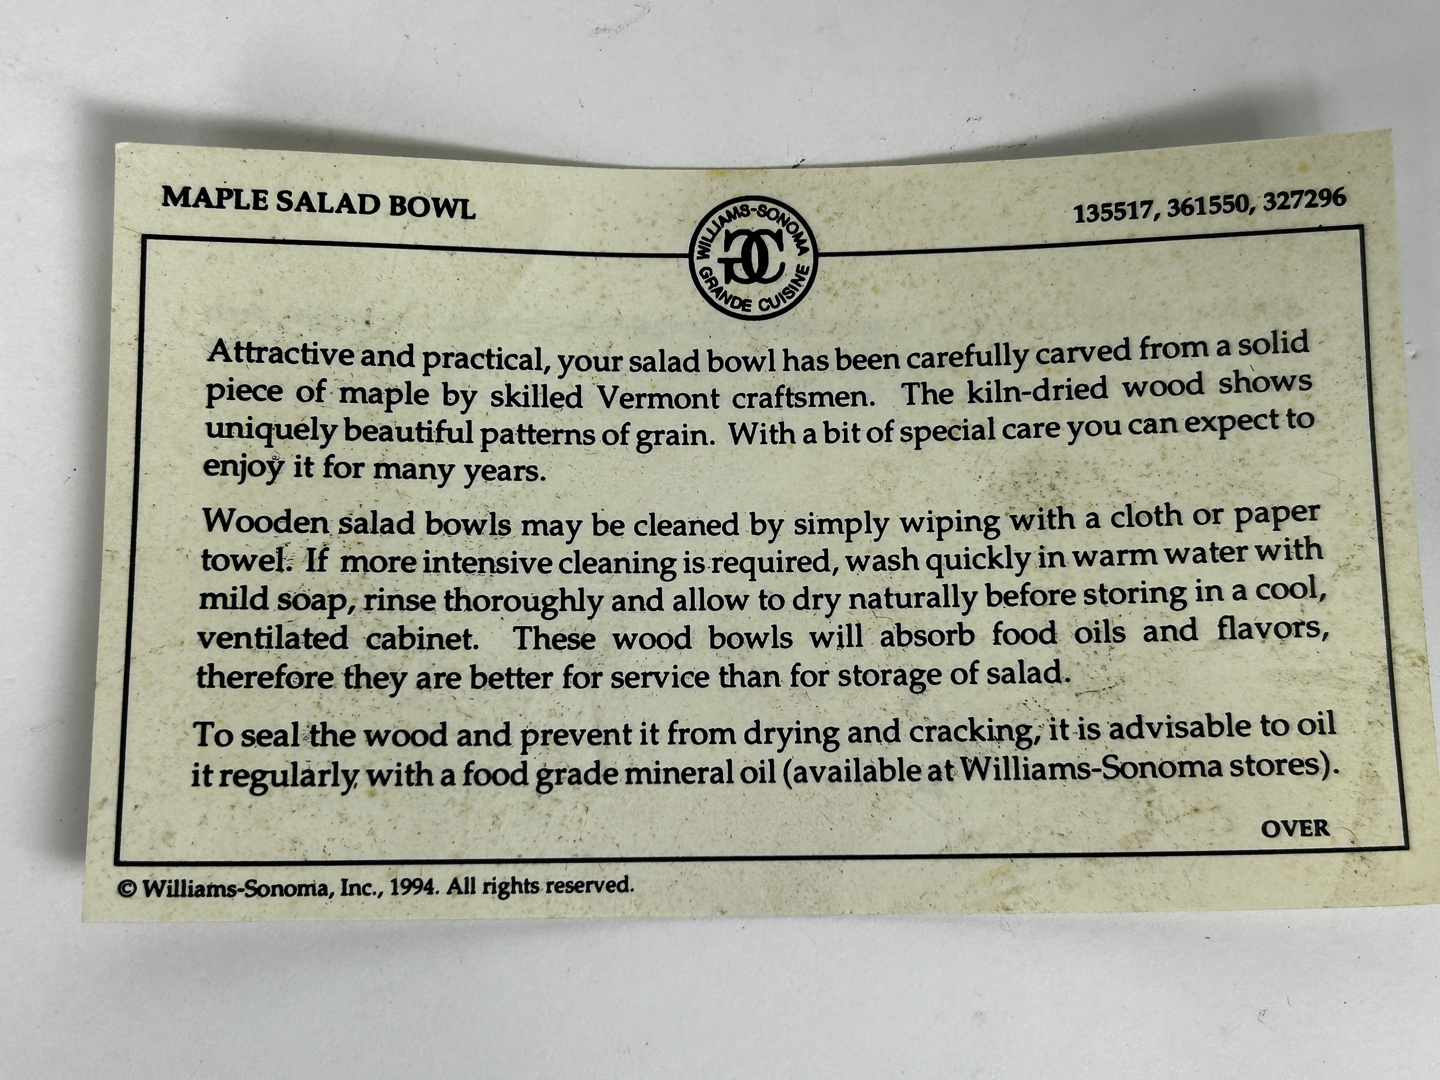 MAPLE SALAD BOWL
135517, 361550, 327296
WILLIAMS-SONOMA
GC
GRANDE CUISINE
Attractive and practical, your salad bowl has been carefully carved from a solid
piece of maple by skilled Vermont craftsmen. The kiln-dried wood shows
uniquely beautiful patterns of grain. With a bit of special care you can expect to
enjoy it for many years.
Wooden salad bowls may be cleaned by simply wiping with a cloth or paper
towel. If more intensive cleaning is required, wash quickly in warm water with
mild soap, rinse thoroughly and allow to dry naturally before storing in a cool,
ventilated cabinet. These wood bowls will absorb food oils and flavors,
therefore they are better for service than for storage of salad.
To seal the wood and prevent it from drying and cracking, it is advisable to oil
it regularly with a food grade mineral oil (available at Williams-Sonoma stores).
OVER
© Williams-Sonoma, Inc., 1994. All rights reserved.